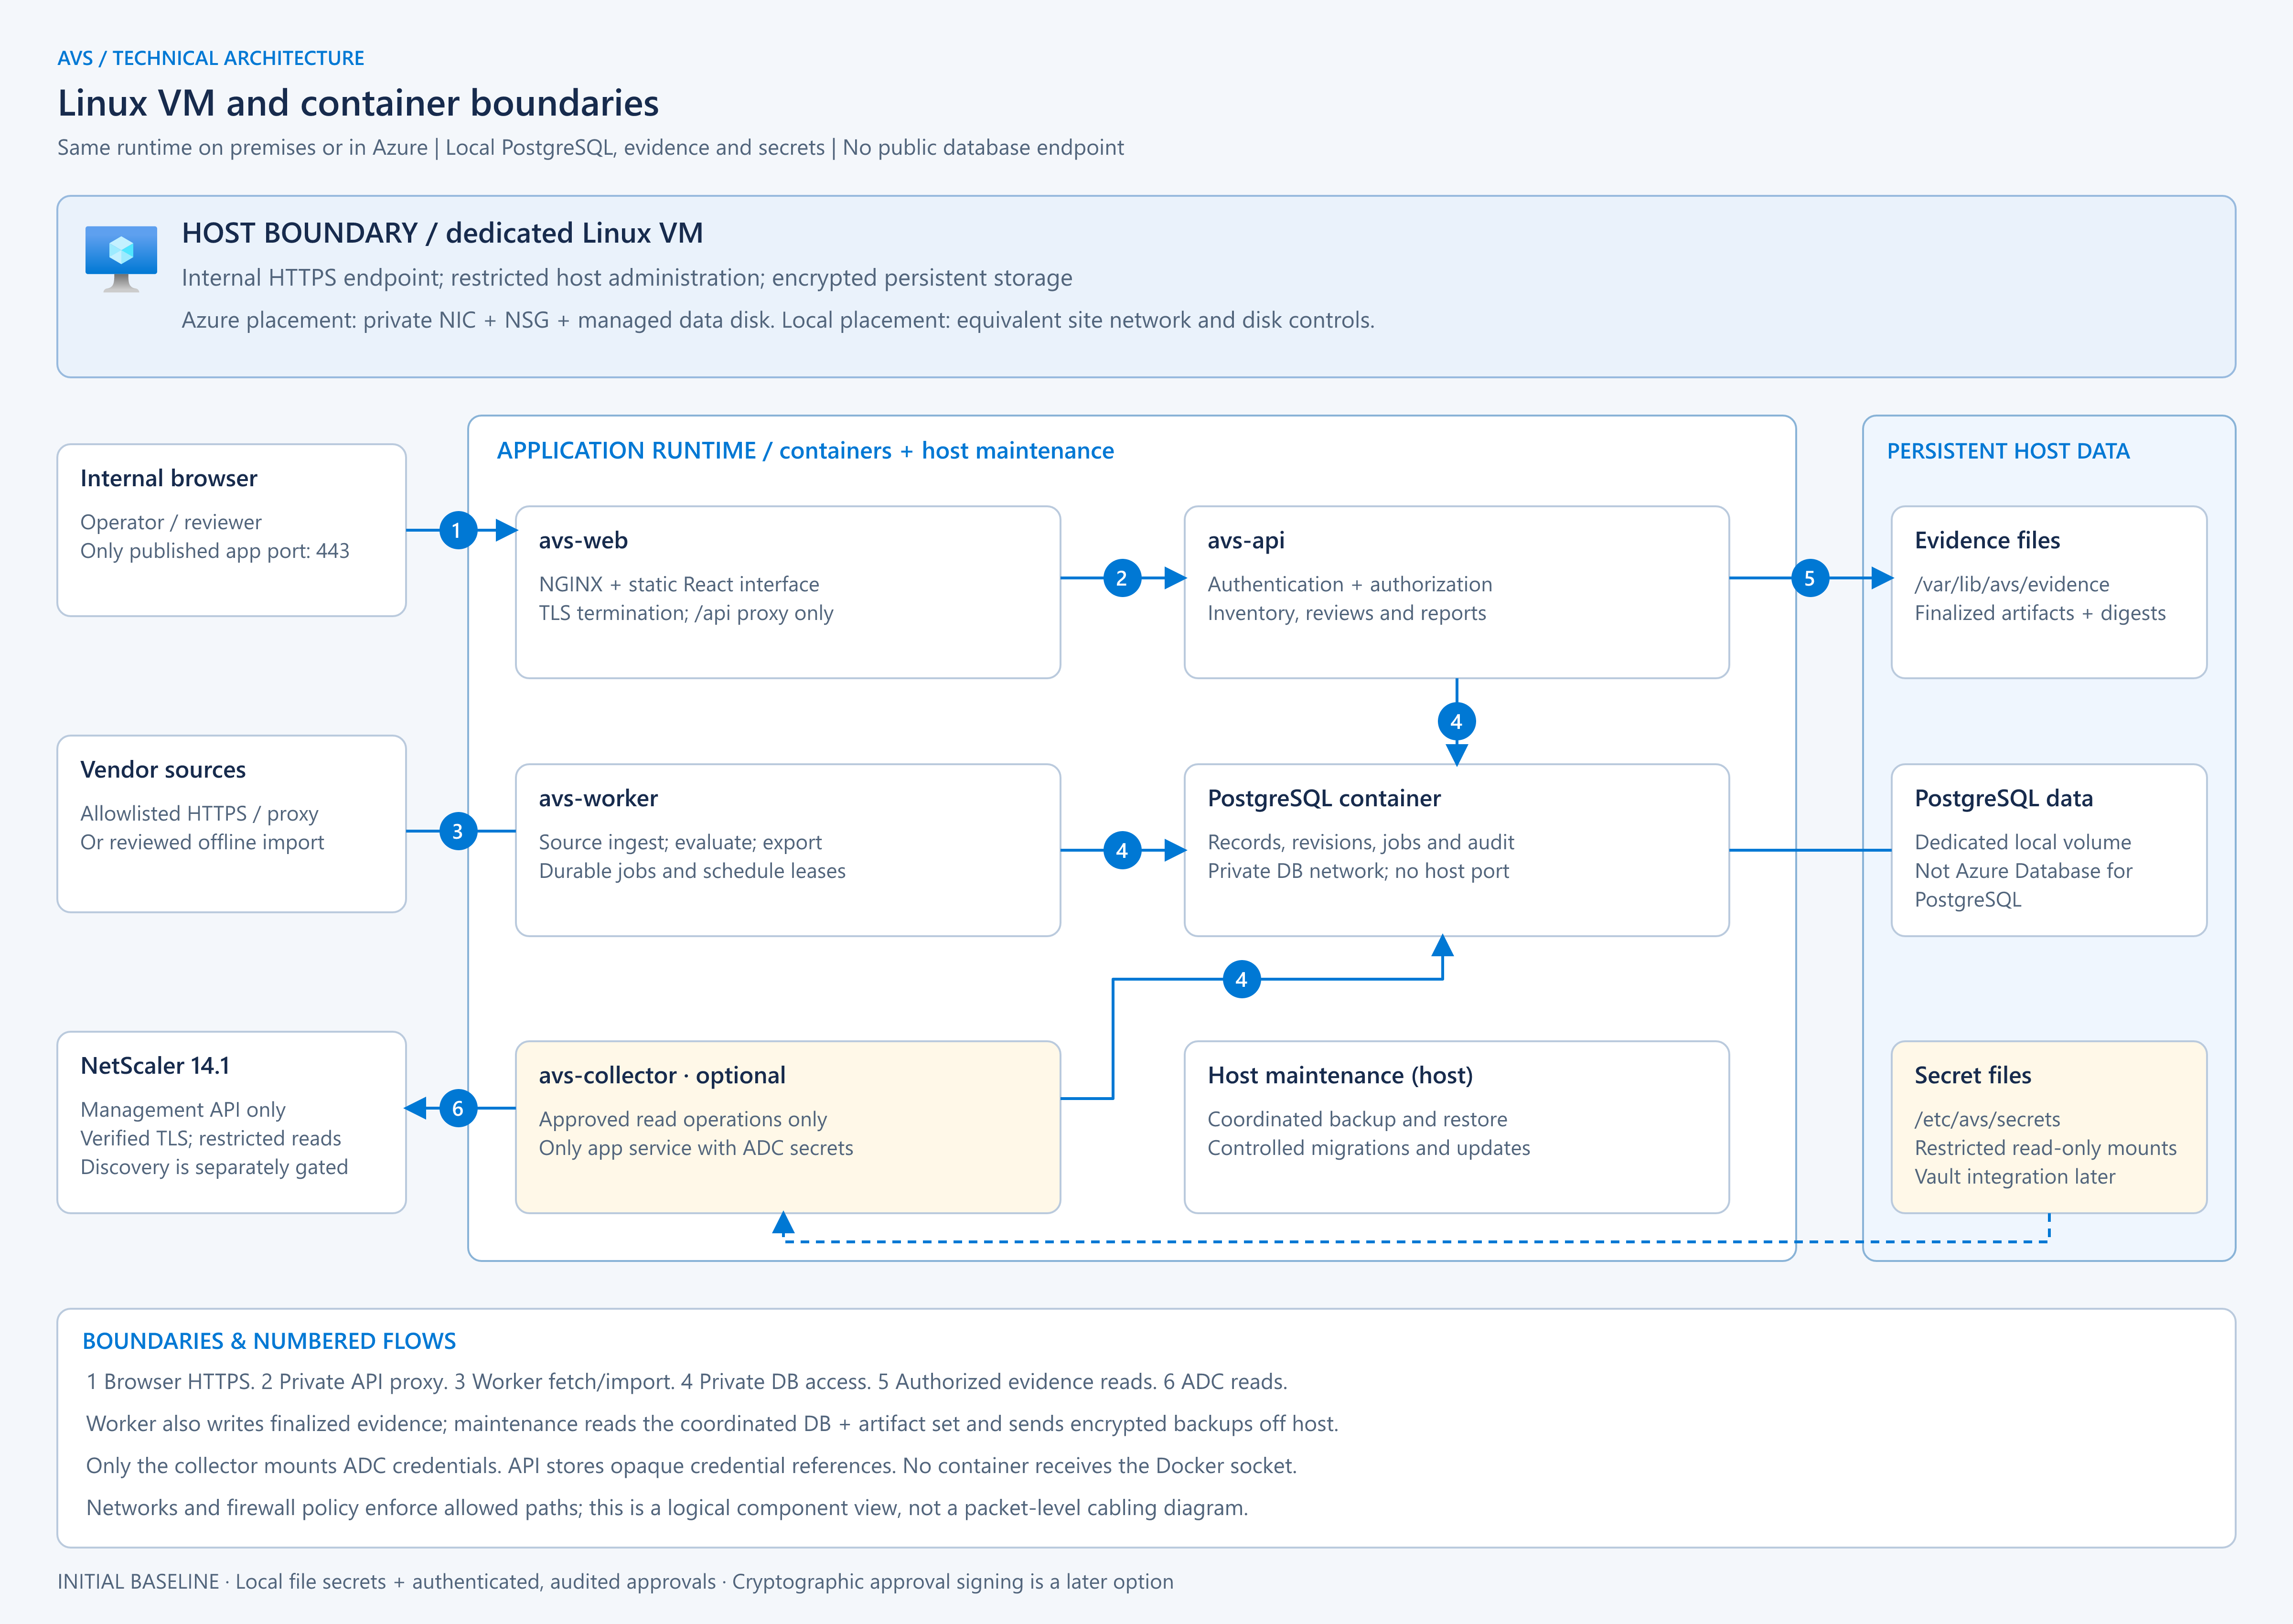 AVS / TECHNICAL ARCHITECTURE
Linux VM and container boundaries
Same runtime on premises or in Azure | Local PostgreSQL, evidence and secrets | No public database endpoint
HOST BOUNDARY / dedicated Linux VM
Internal HTTPS endpoint; restricted host administration; encrypted persistent storage
Azure placement: private NIC + NSG + managed data disk. Local placement: equivalent site network and disk controls.
Internal browser
Operator / reviewer
Only published app port: 443
1
APPLICATION RUNTIME / containers + host maintenance
avs-web
NGINX + static React interface
TLS termination; /api proxy only
2
avs-api
Authentication + authorization
Inventory, reviews and reports
5
PERSISTENT HOST DATA
Evidence files
/var/lib/avs/evidence
Finalized artifacts + digests
4
Vendor sources
Allowlisted HTTPS / proxy
Or reviewed offline import
3
avs-worker
Source ingest; evaluate; export
Durable jobs and schedule leases
4
PostgreSQL container
Records, revisions, jobs and audit
Private DB network; no host port
PostgreSQL data
Dedicated local volume
Not Azure Database for
PostgreSQL
4
NetScaler 14.1
Management API only
Verified TLS; restricted reads
Discovery is separately gated
6
avs-collector · optional
Approved read operations only
Only app service with ADC secrets
Host maintenance (host)
Coordinated backup and restore
Controlled migrations and updates
Secret files
/etc/avs/secrets
Restricted read-only mounts
Vault integration later
BOUNDARIES & NUMBERED FLOWS
1 Browser HTTPS. 2 Private API proxy. 3 Worker fetch/import. 4 Private DB access. 5 Authorized evidence reads. 6 ADC reads.
Worker also writes finalized evidence; maintenance reads the coordinated DB + artifact set and sends encrypted backups off host.
Only the collector mounts ADC credentials. API stores opaque credential references. No container receives the Docker socket.
Networks and firewall policy enforce allowed paths; this is a logical component view, not a packet-level cabling diagram.
INITIAL BASELINE · Local file secrets + authenticated, audited approvals · Cryptographic approval signing is a later option